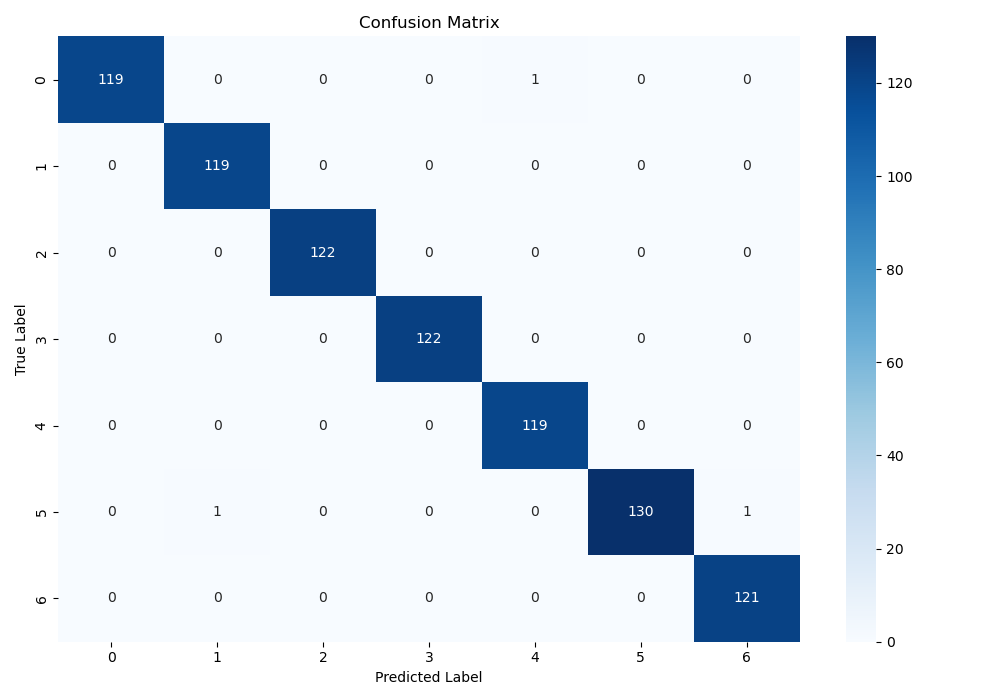 Confusion Matrix
True Label
0 119 0 0 0 1 0 0
1 0 119 0 0 0 0 0
2 0 0 122 0 0 0 0
3 0 0 0 122 0 0 0
4 0 0 0 0 119 0 0
5 0 1 0 0 0 130 1
6 0 0 0 0 0 0 121
0 1 2 3 4 5 6
Predicted Label
120
100
80
60
40
20
0